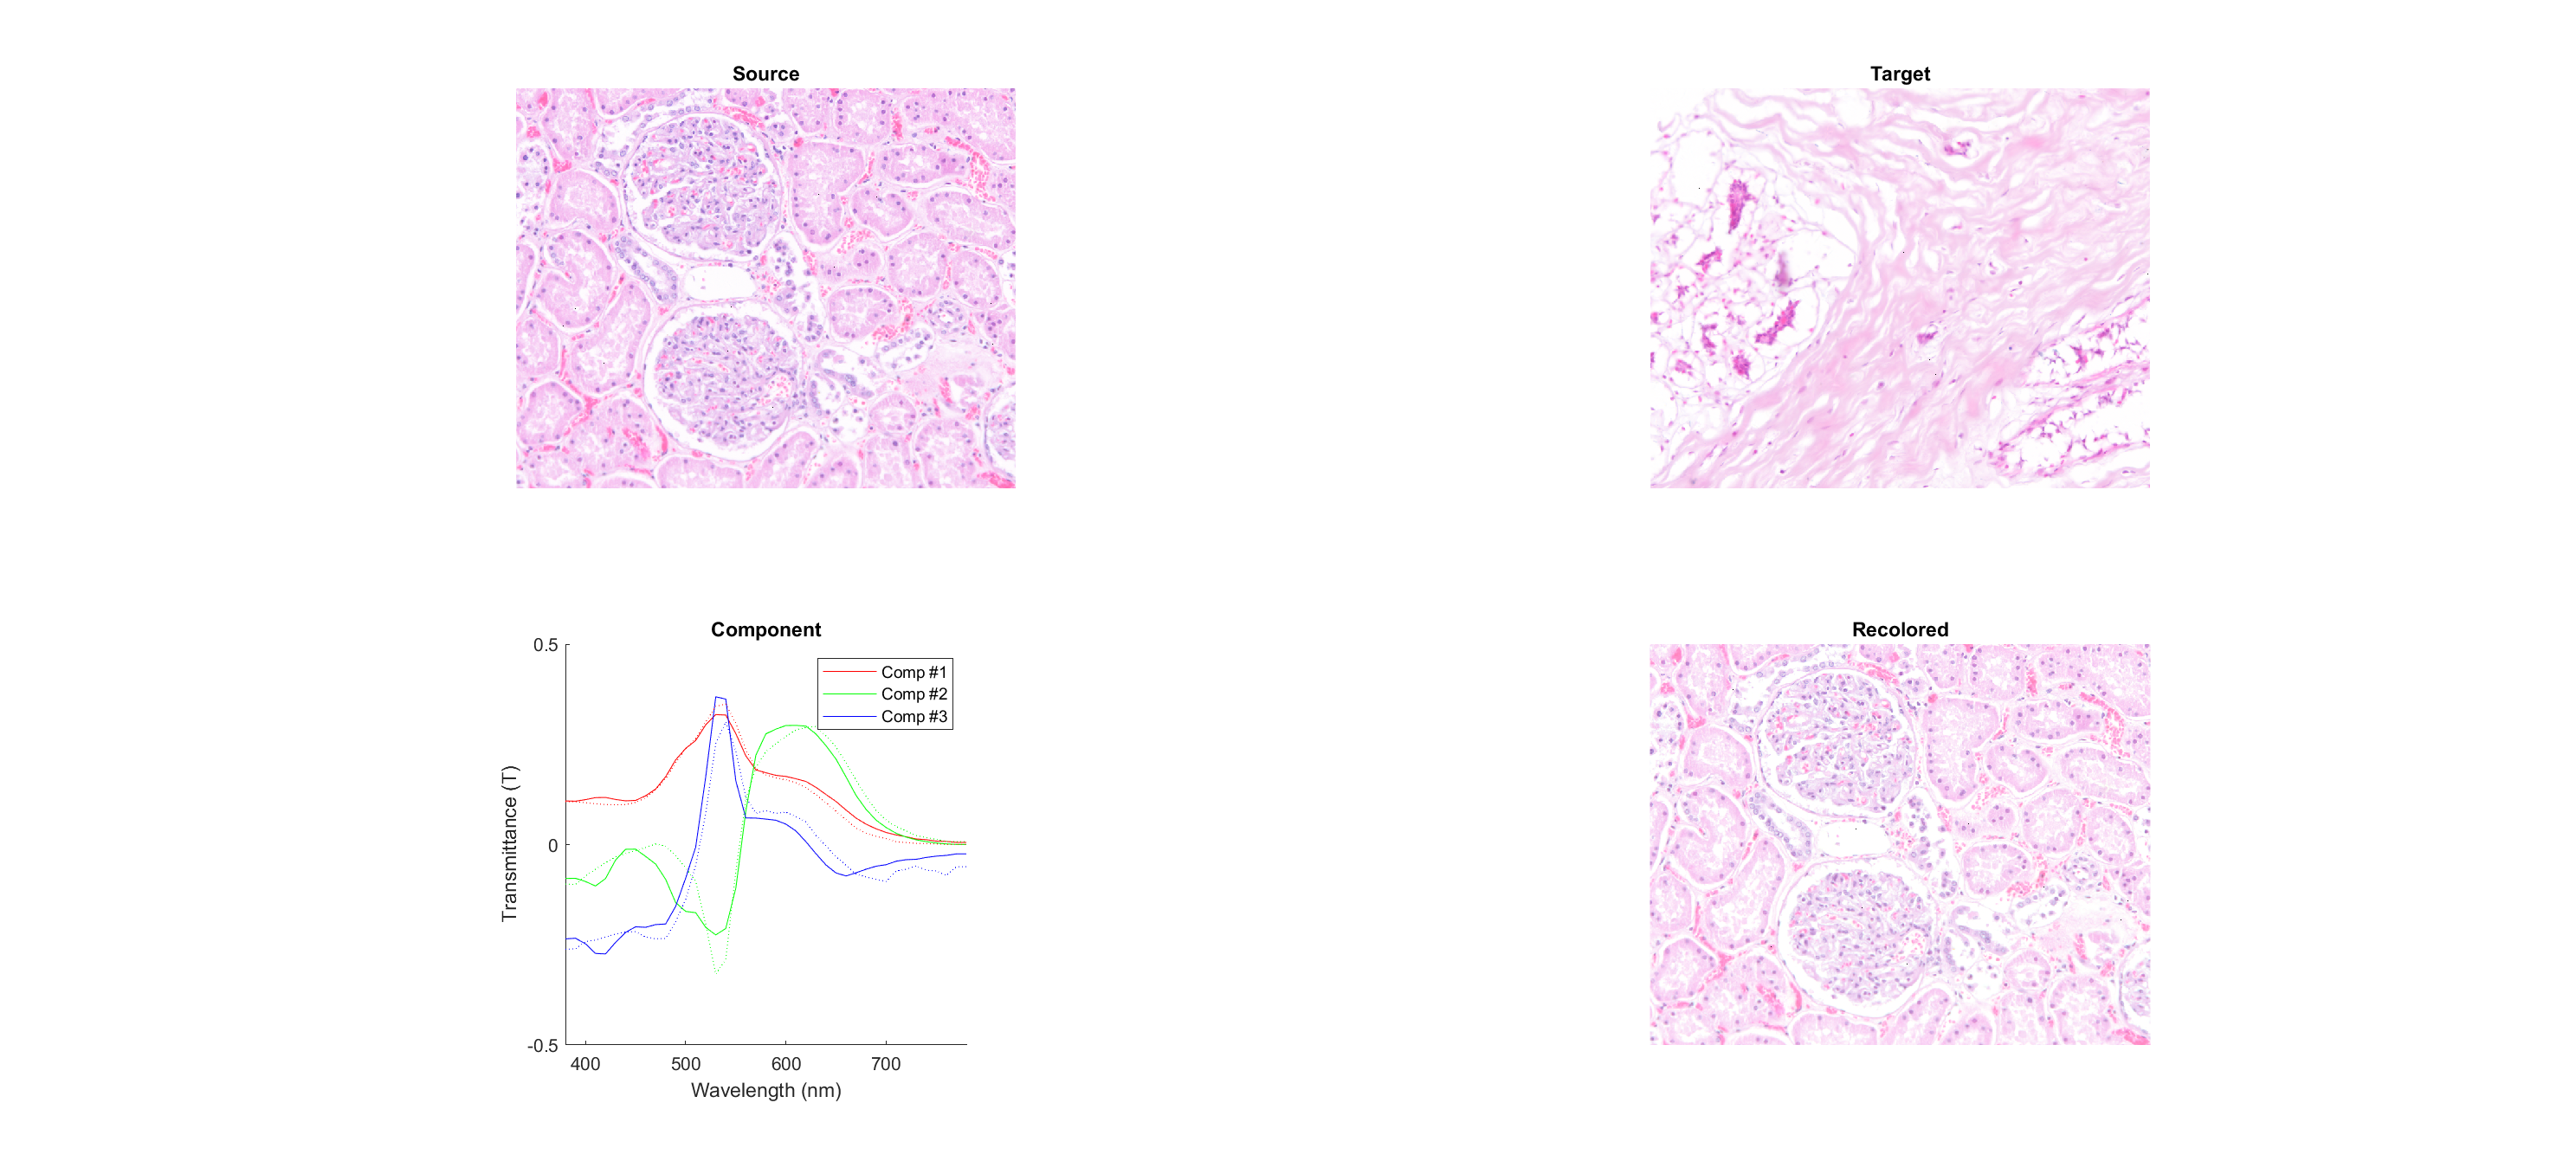 Source
Target
Component
0.5
0
-0.5
Transmittance (T)
400 500 600 700
Wavelength (nm)
Comp #1
Comp #2
Comp #3
Recolored